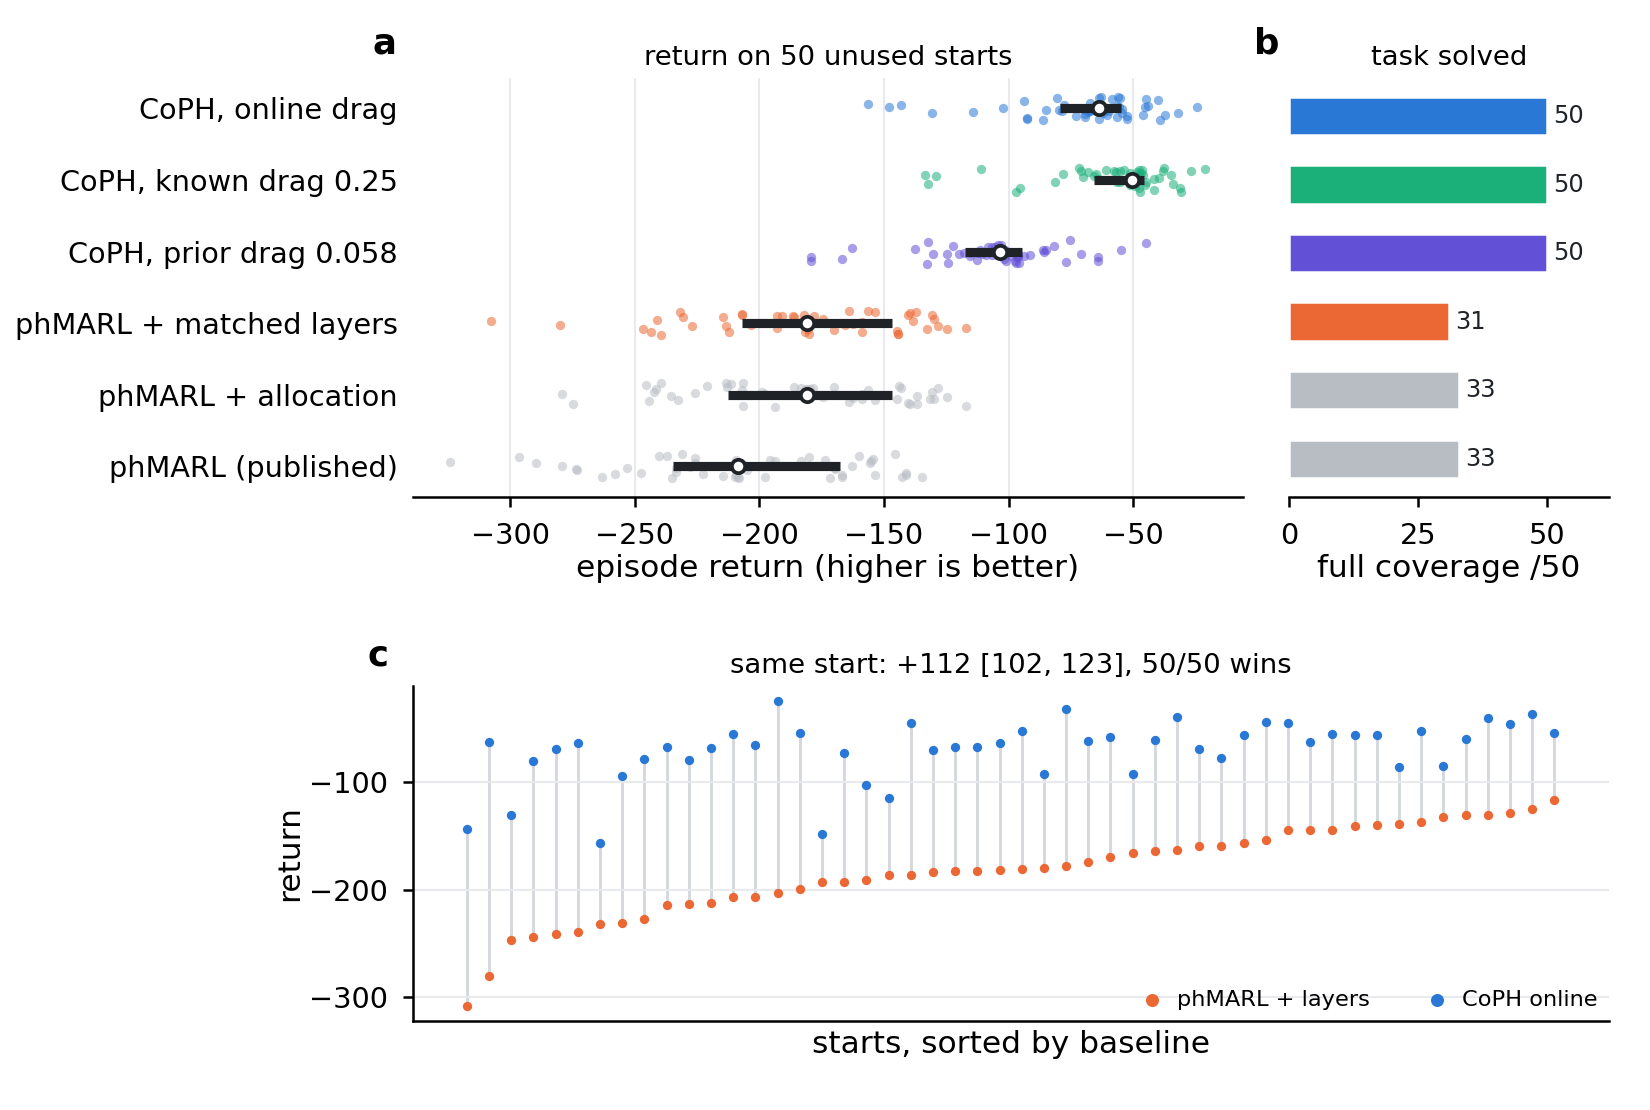 a
return on 50 unused starts
CoPH, online drag
CoPH, known drag 0.25
CoPH, prior drag 0.058
phMARL + matched layers
phMARL + allocation
phMARL (published)
−300 −250 −200 −150 −100 −50
episode return (higher is better)
b
task solved
50
50
50
31
33
33
0 25 50
full coverage /50
c
same start: +112 [102, 123], 50/50 wins
return
−100
−200
−300
phMARL + layers CoPH online
starts, sorted by baseline